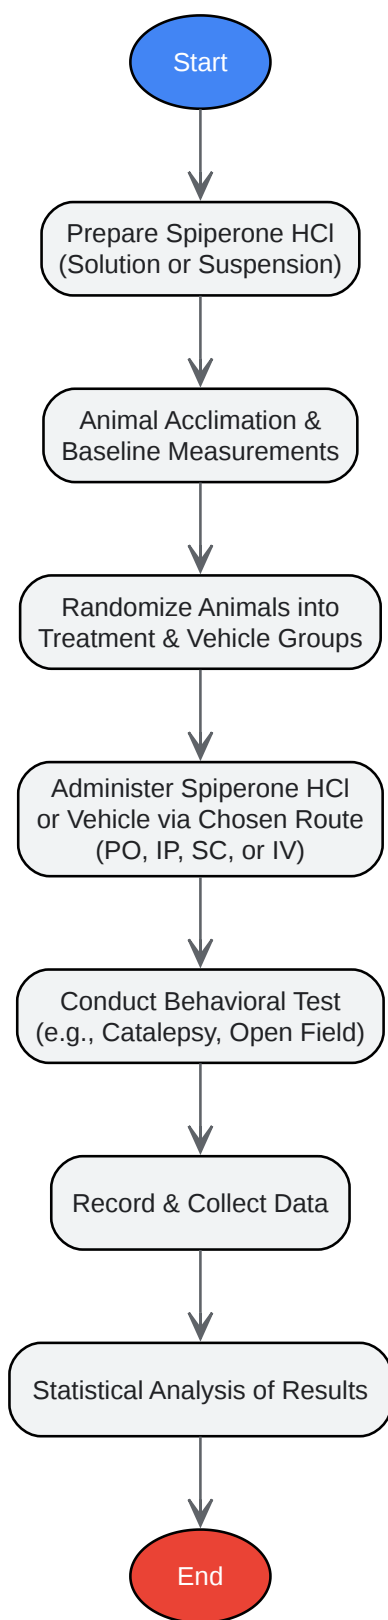 Start
Prepare Spiperone HCl
(Solution or Suspension)
Animal Acclimation &
Baseline Measurements
Randomize Animals into
Treatment & Vehicle Groups
Administer Spiperone HCl
or Vehicle via Chosen Route
(PO, IP, SC, or IV)
Conduct Behavioral Test
(e.g., Catalepsy, Open Field)
Record & Collect Data
Statistical Analysis of Results
End